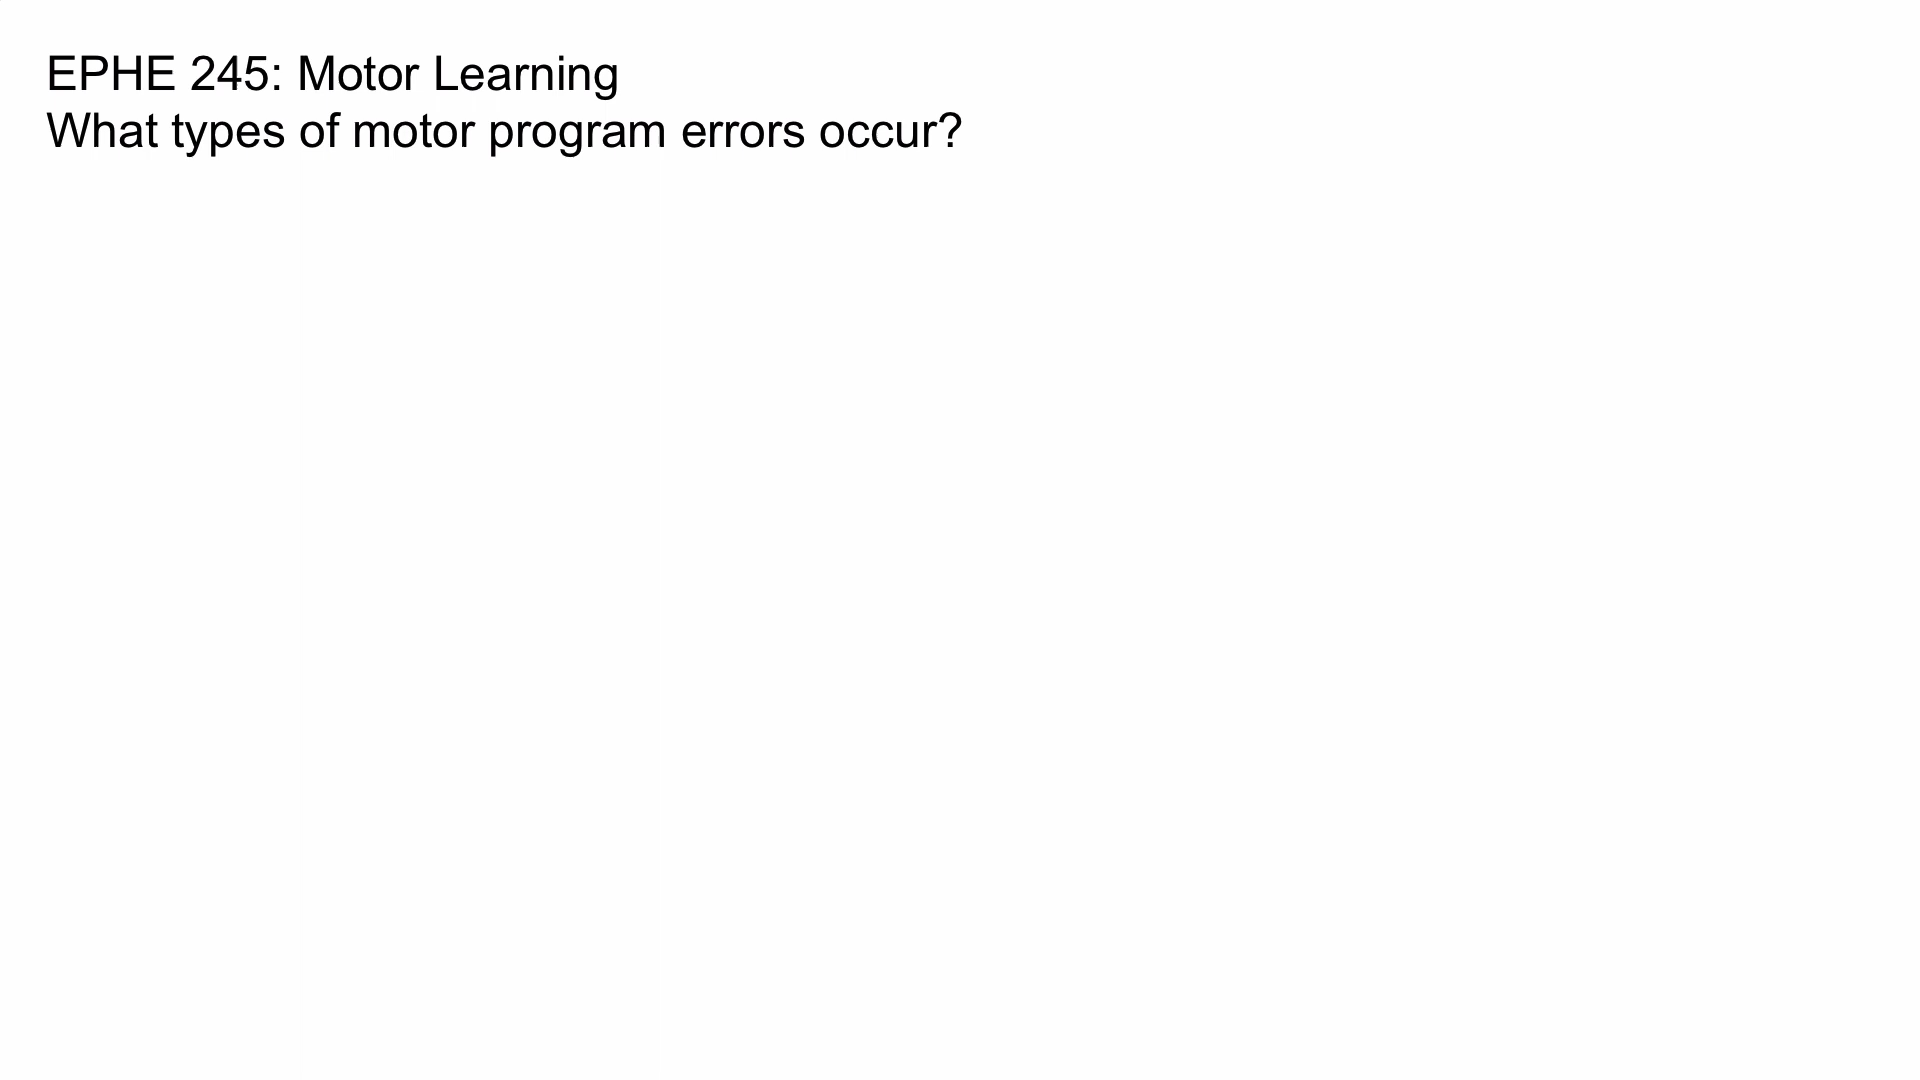 EPHE 245: Motor Learning
What types of motor program errors occur?